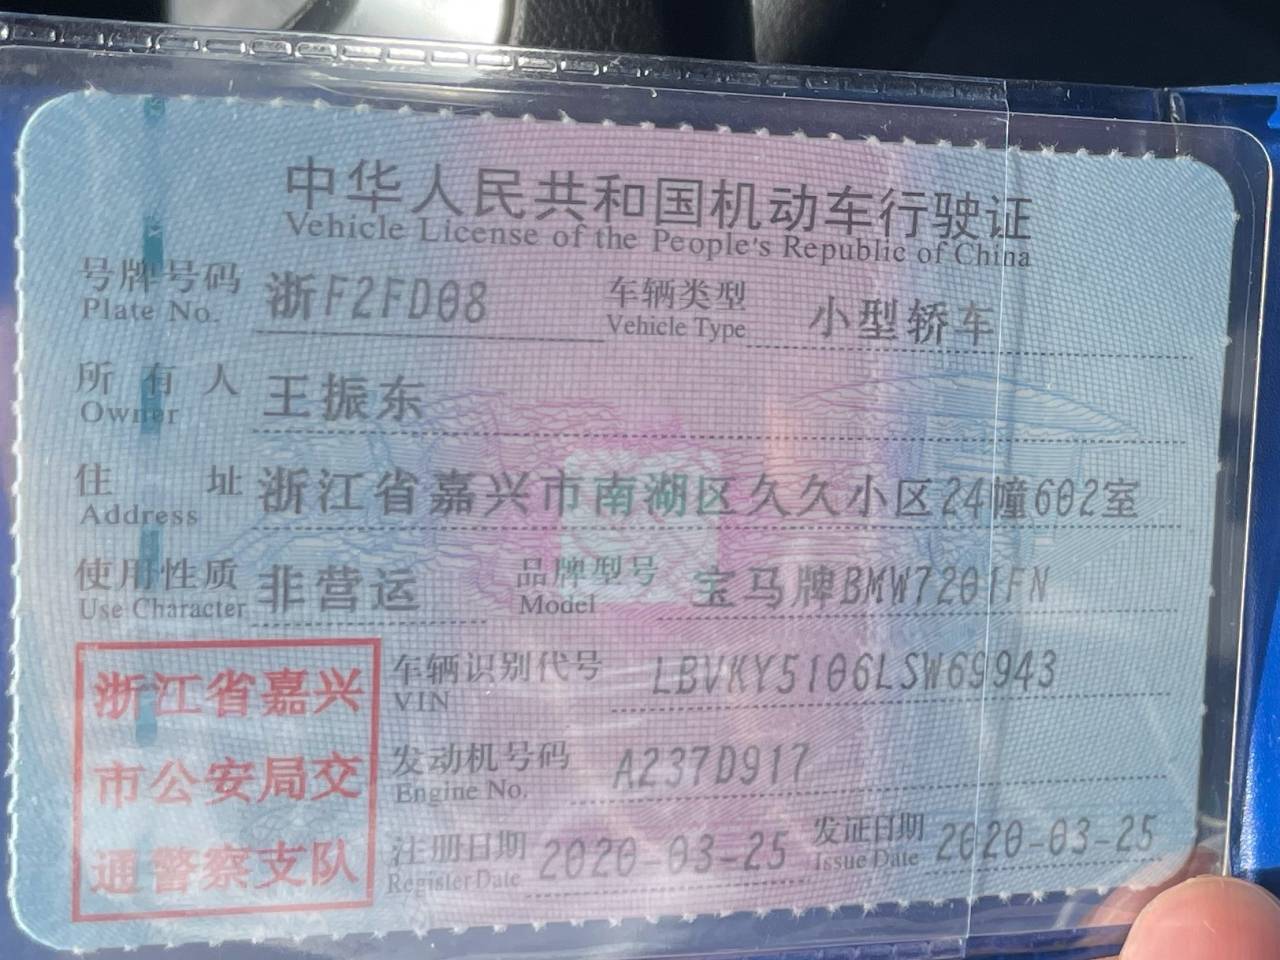 中华人民共和国机动车行驶证
Vehicle License of the People's Republic of China
号牌号码 浙F2FD08 车辆类型 小型轿车
Plate No. Vehicle Type
所有人 王振东
Owner
住址 浙江省嘉兴市南湖区久久小区24幢602室
Address
使用性质 非营运 品牌型号 宝马牌BMW7201FN
Use Character Model
浙江省嘉兴
市公安局交
通警察支队
车辆识别代号 LBVKY5106LSW69943
VIN
发动机号码 A237D917
Engine No.
注册日期 2020-03-25 发证日期 2020-03-25
Register Date Issue Date